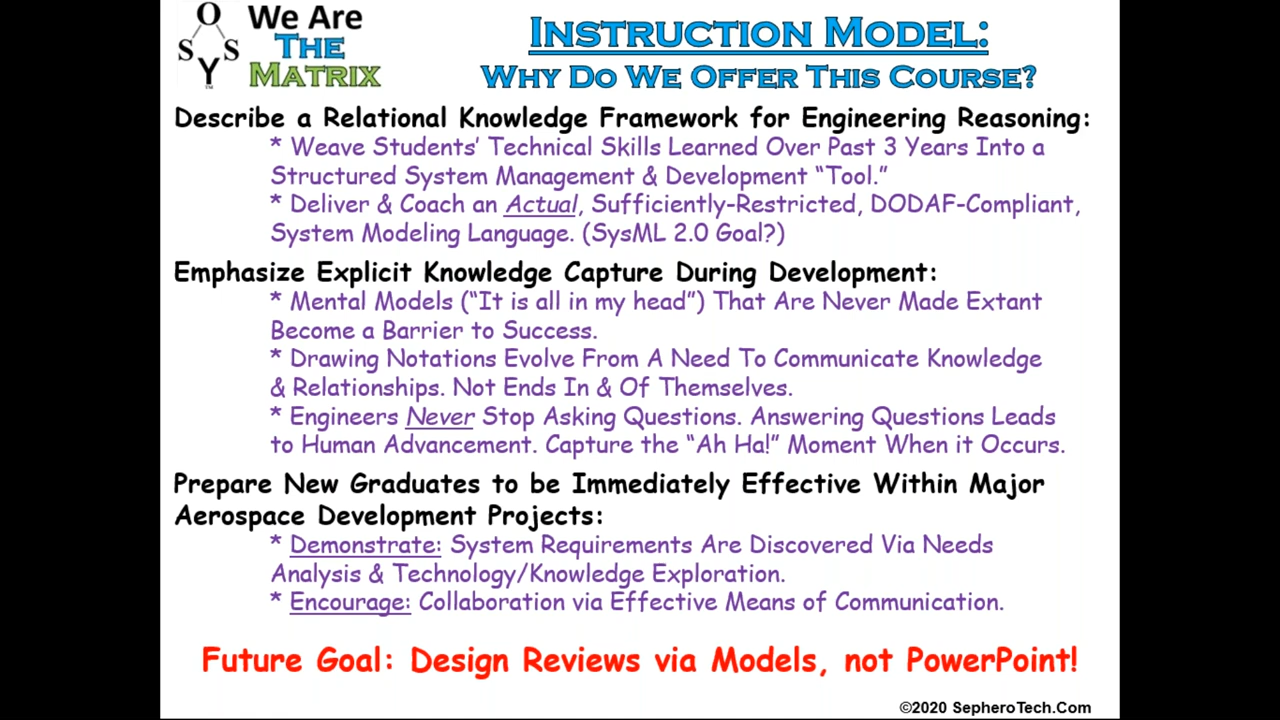 O
S S
Y
™
We Are
THE
MATRIX
INSTRUCTION MODEL:
WHY DO WE OFFER THIS COURSE?
Describe a Relational Knowledge Framework for Engineering Reasoning:
* Weave Students' Technical Skills Learned Over Past 3 Years Into a
Structured System Management & Development “Tool.”
* Deliver & Coach an Actual, Sufficiently-Restricted, DODAF-Compliant,
System Modeling Language. (SysML 2.0 Goal?)
Emphasize Explicit Knowledge Capture During Development:
* Mental Models (“It is all in my head”) That Are Never Made Extant
Become a Barrier to Success.
* Drawing Notations Evolve From A Need To Communicate Knowledge
& Relationships. Not Ends In & Of Themselves.
* Engineers Never Stop Asking Questions. Answering Questions Leads
to Human Advancement. Capture the “Ah Ha!” Moment When it Occurs.
Prepare New Graduates to be Immediately Effective Within Major
Aerospace Development Projects:
* Demonstrate: System Requirements Are Discovered Via Needs
Analysis & Technology/Knowledge Exploration.
* Encourage: Collaboration via Effective Means of Communication.
Future Goal: Design Reviews via Models, not PowerPoint!
©2020 SepheroTech.Com